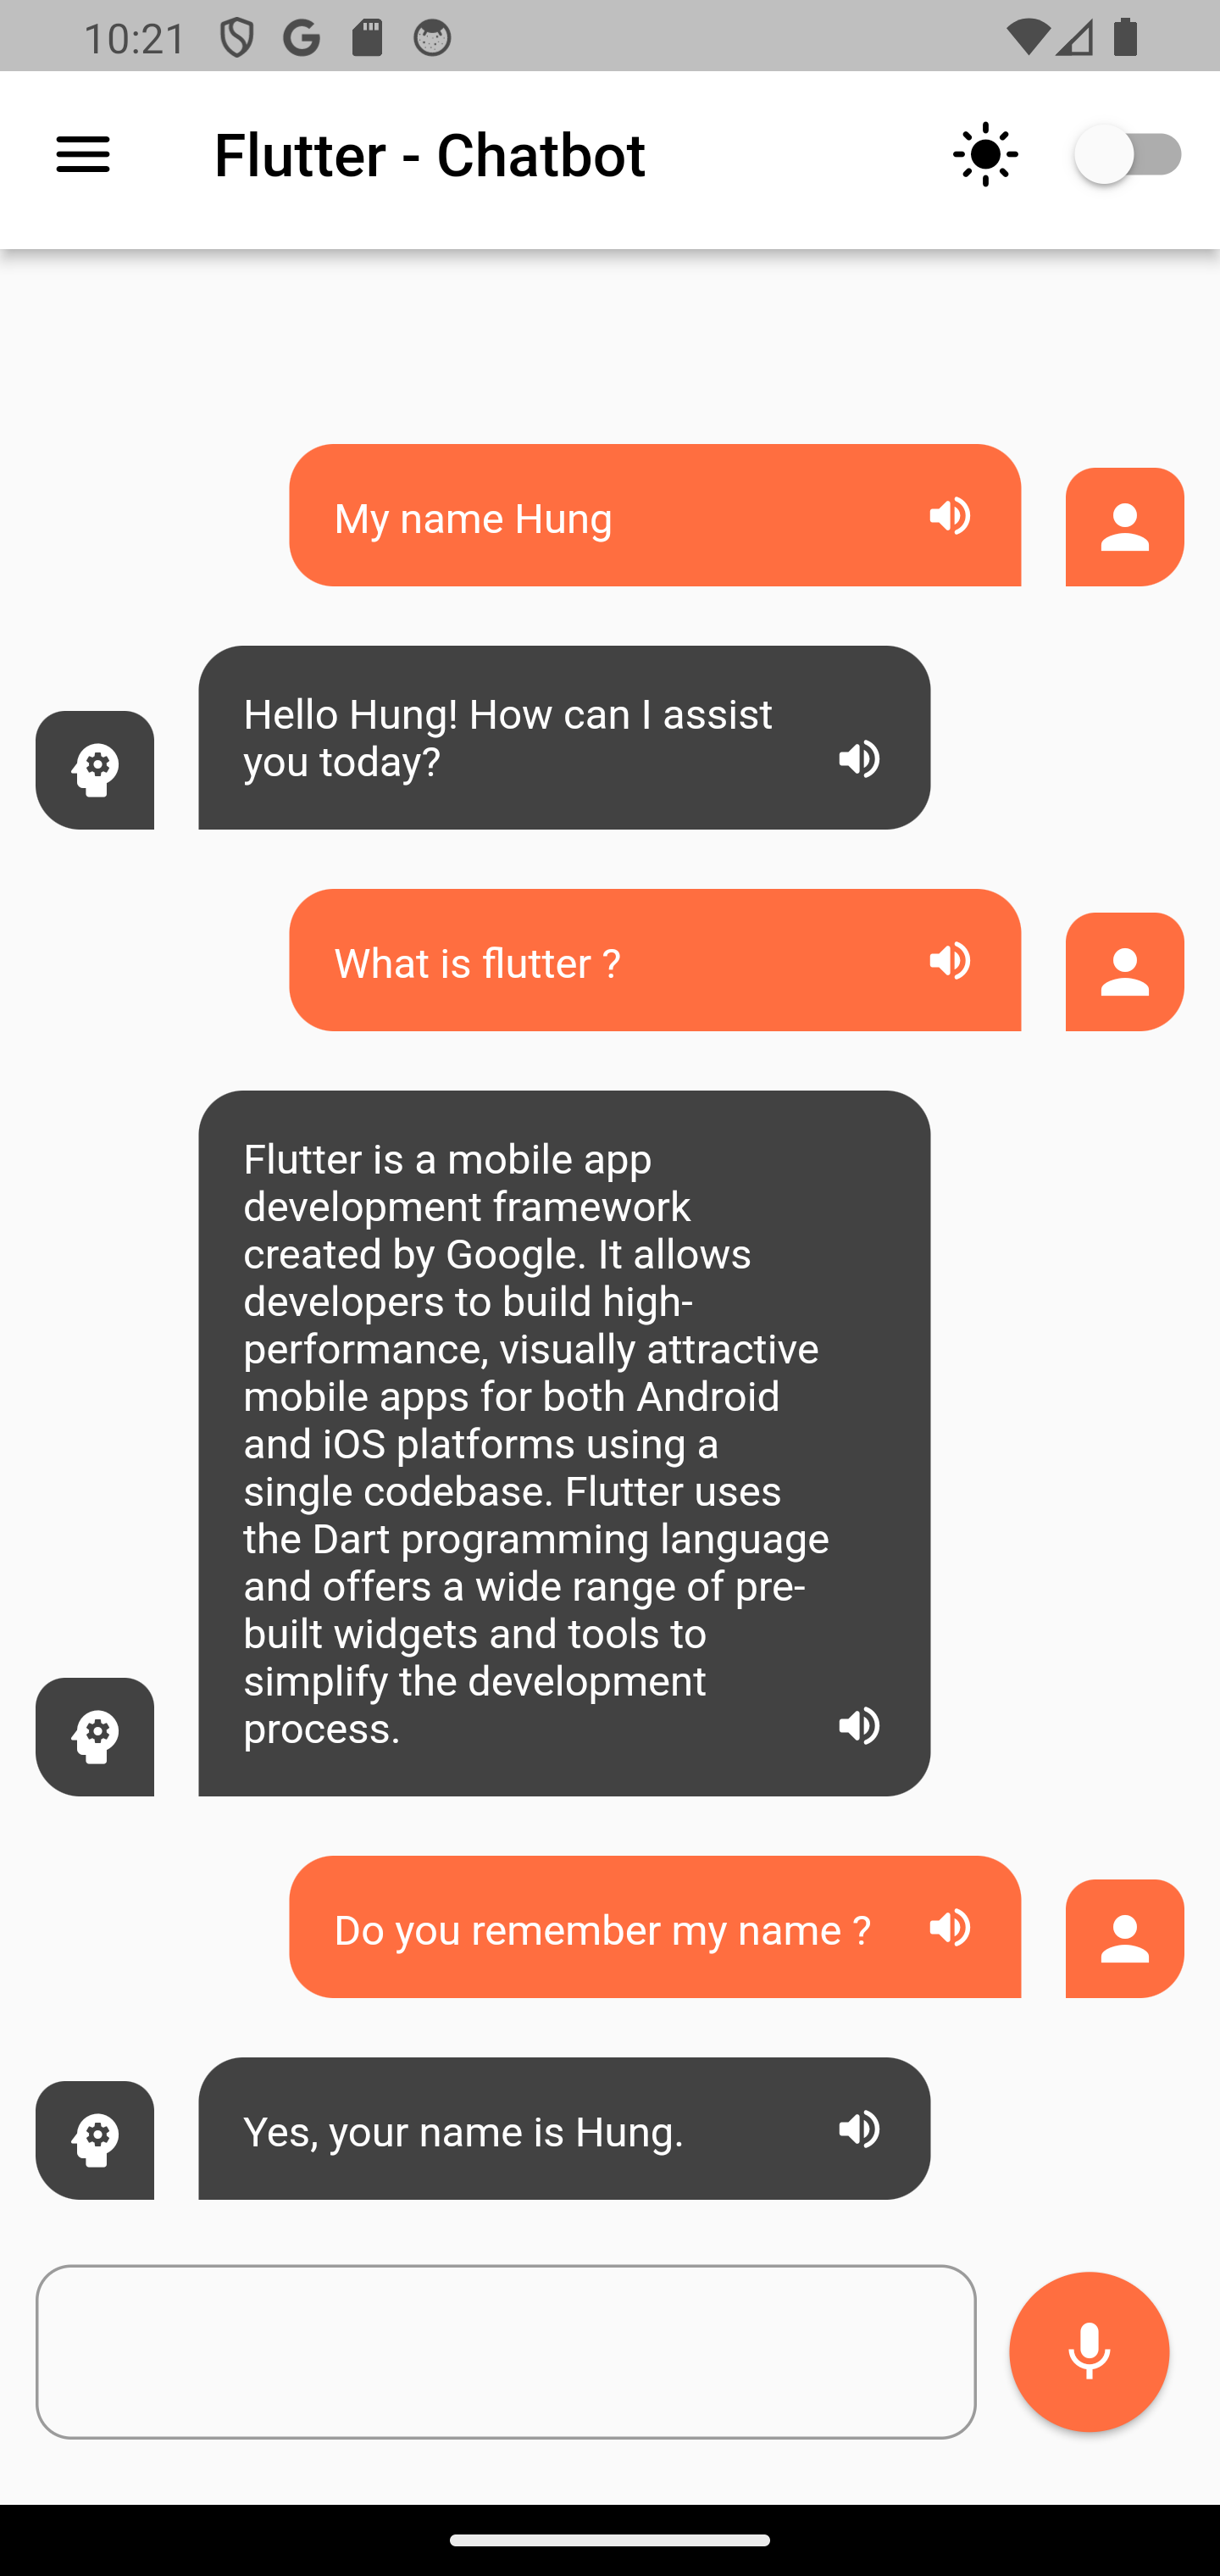 10:21
Flutter - Chatbot
My name Hung
Hello Hung! How can I assist
you today?
What is flutter ?
Flutter is a mobile app
development framework
created by Google. It allows
developers to build high-
performance, visually attractive
mobile apps for both Android
and iOS platforms using a
single codebase. Flutter uses
the Dart programming language
and offers a wide range of pre-
built widgets and tools to
simplify the development
process.
Do you remember my name ?
Yes, your name is Hung.